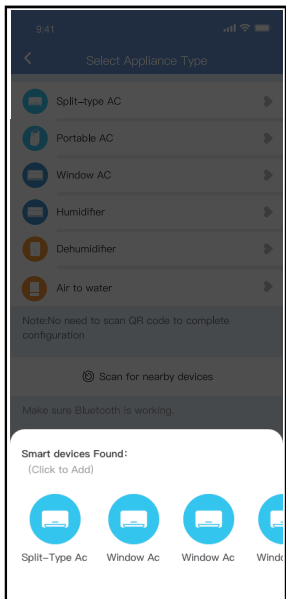 9:41
Select Appliance Type
Split-type AC
Portable AC
Window AC
Humidifier
Dehumidifier
Air to water
Note:No need to scan QR code to complete
configuration
Scan for nearby devices
Make sure Bluetooth is working.
Smart devices Found:
(Click to Add)
Split-Type Ac Window Ac Window Ac Windo